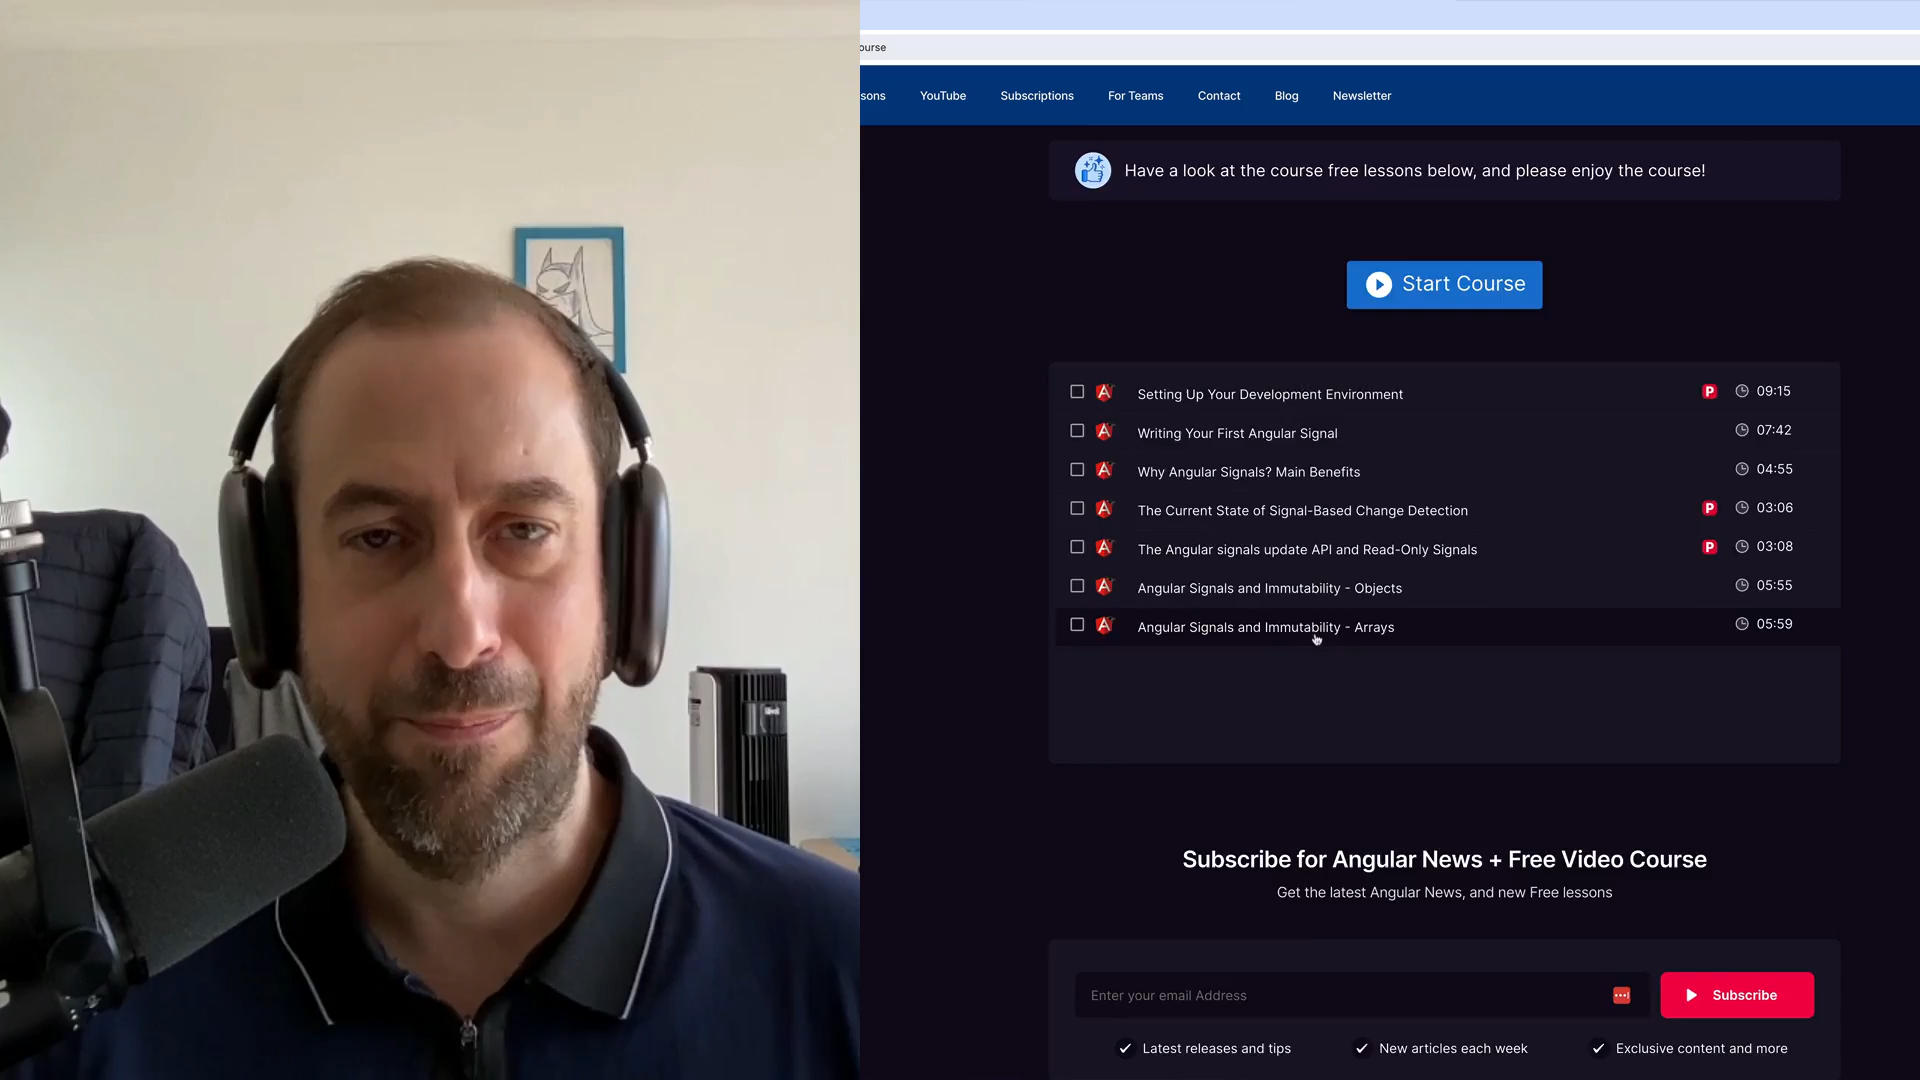 ourse
sons YouTube Subscriptions For Teams Contact Blog Newsletter
Have a look at the course free lessons below, and please enjoy the course!
Start Course
Setting Up Your Development Environment P 09:15
Writing Your First Angular Signal 07:42
Why Angular Signals? Main Benefits 04:55
The Current State of Signal-Based Change Detection P 03:06
The Angular signals update API and Read-Only Signals P 03:08
Angular Signals and Immutability - Objects 05:55
Angular Signals and Immutability - Arrays 05:59
Subscribe for Angular News + Free Video Course
Get the latest Angular News, and new Free lessons
Enter your email Address
Subscribe
Latest releases and tips New articles each week Exclusive content and more